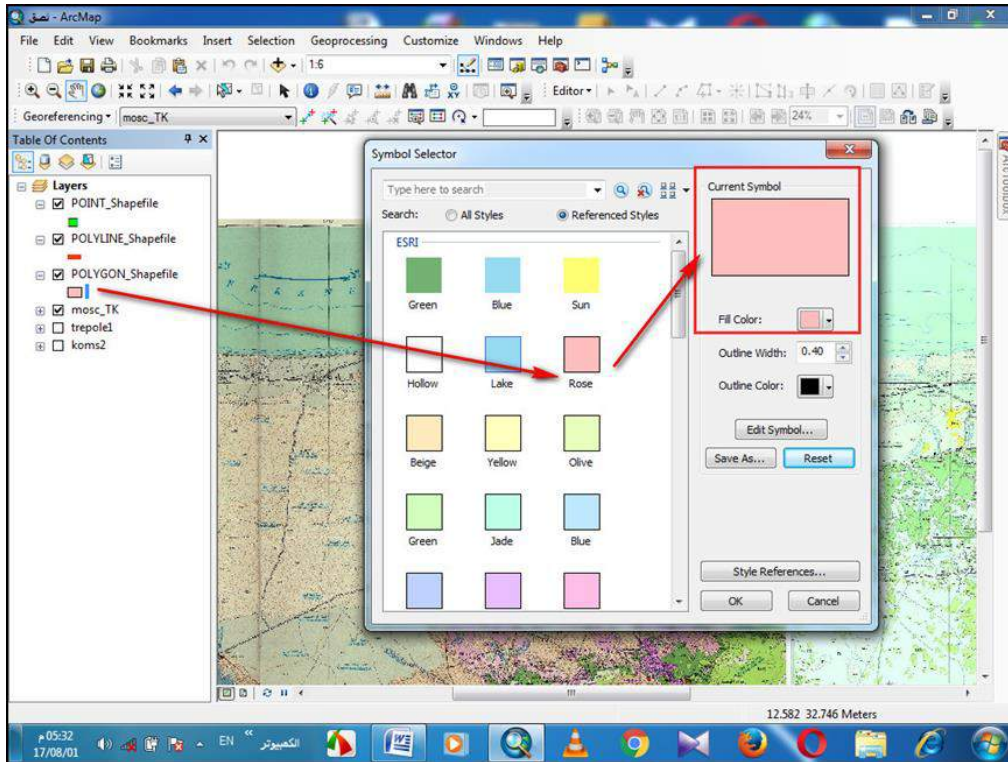 نصق - ArcMap
File Edit View Bookmarks Insert Selection Geoprocessing Customize Windows Help
1:6
Editor
Georeferencing mosc_TK 24%
Table Of Contents
Layers
POINT_Shapefile
POLYLINE_Shapefile
POLYGON_Shapefile
mosc_TK
trepole1
koms2
Symbol Selector
Type here to search
Search: All Styles Referenced Styles
ESRI
Green Blue Sun
Hollow Lake Rose
Beige Yellow Olive
Green Jade Blue
Current Symbol
Fill Color:
Outline Width: 0.40
Outline Color:
Edit Symbol...
Save As... Reset
Style References...
OK Cancel
ArcToolbox
12.582 32.746 Meters
05:32 م
17/08/01
EN
الكمبيوتر